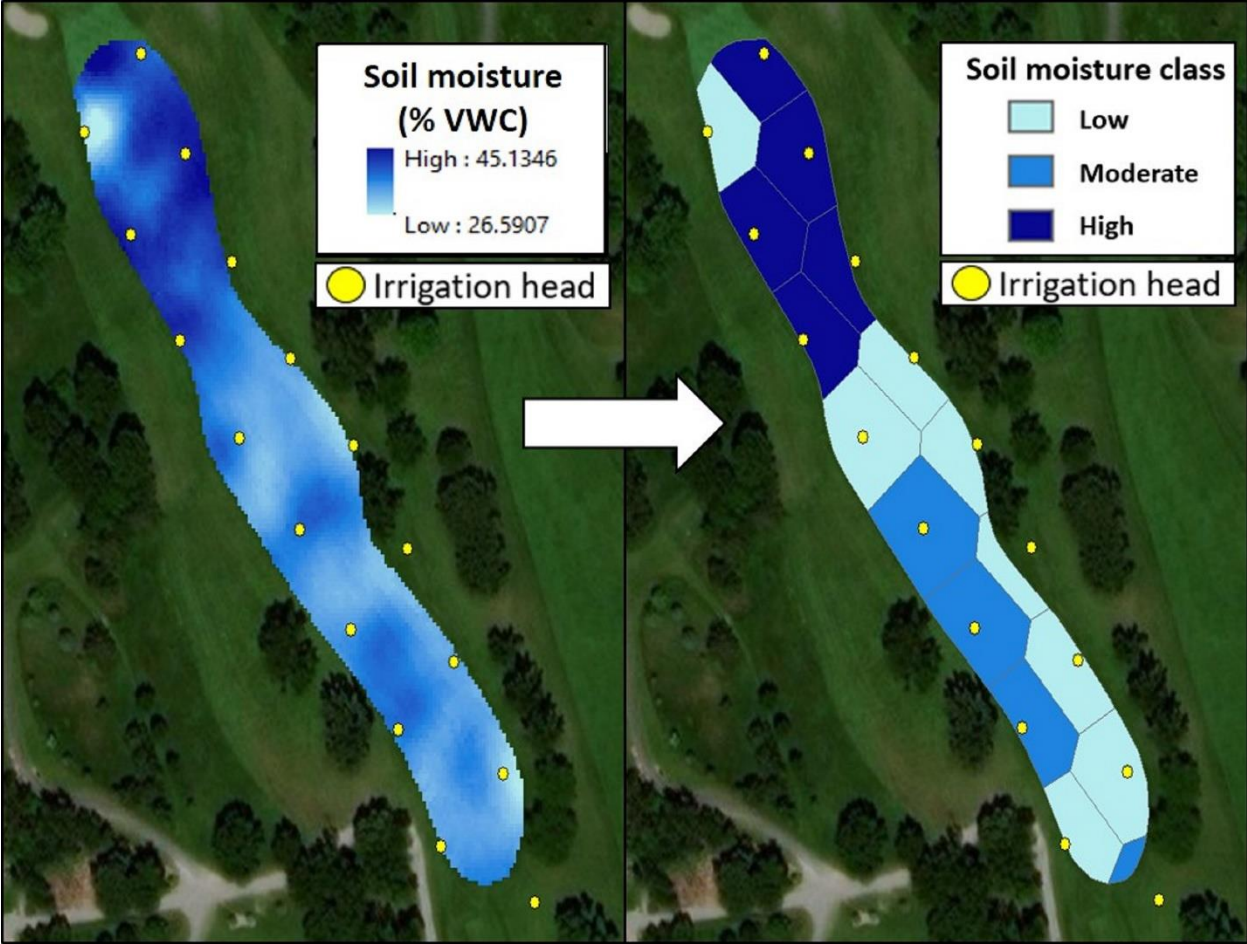 Soil moisture
(% VWC)
High : 45.1346
Low : 26.5907
Irrigation head
Soil moisture class
Low
Moderate
High
Irrigation head